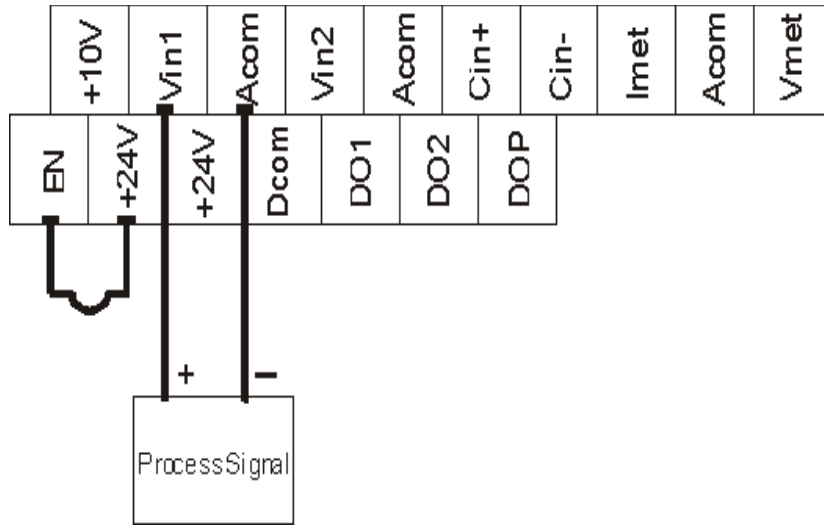 +10V Vin1 Acom Vin2 Acom Cin+ Cin- Imet Acom Vmet
EN +24V +24V Dcom DO1 DO2 DOP
+ -
ProcessSignal